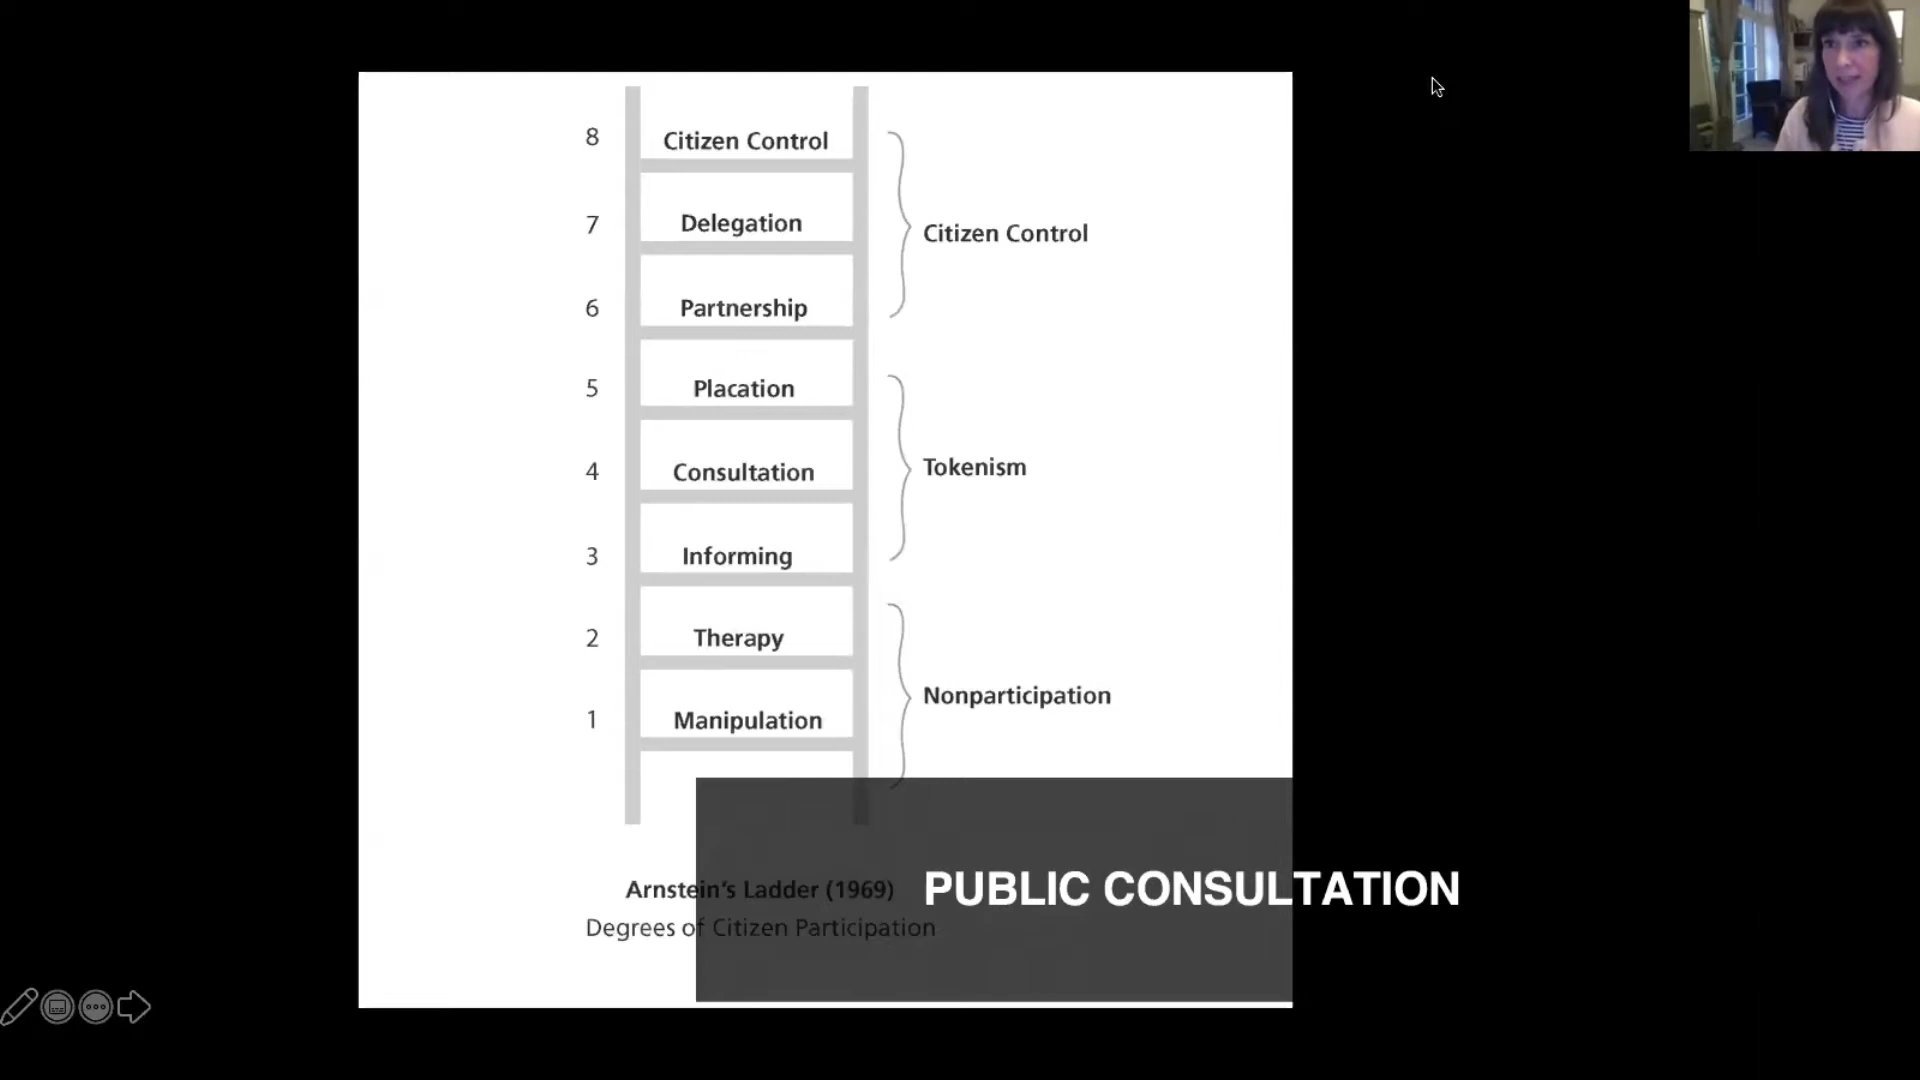 8 Citizen Control
7 Delegation
Citizen Control
6 Partnership
5 Placation
4 Consultation
Tokenism
3 Informing
2 Therapy
Nonparticipation
1 Manipulation
Arnstein's Ladder (1969)
Degrees of Citizen Participation
PUBLIC CONSULTATION